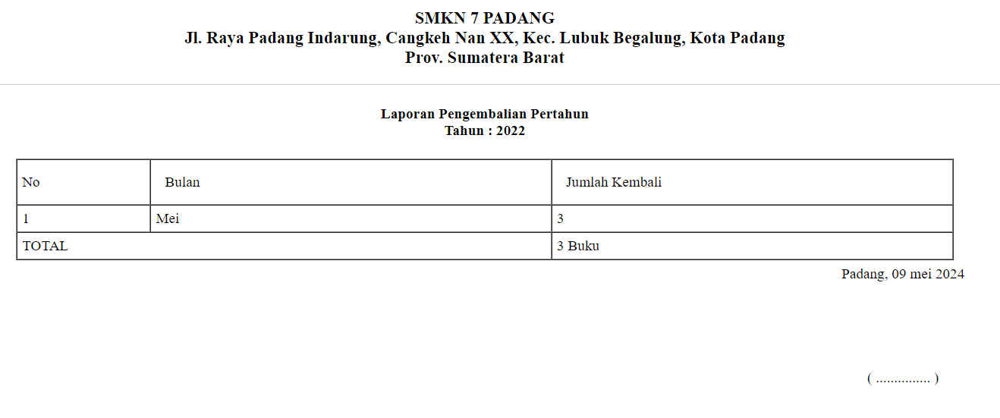 SMKN 7 PADANG
Jl. Raya Padang Indarung, Cangkeh Nan XX, Kec. Lubuk Begalung, Kota Padang
Prov. Sumatera Barat
Laporan Pengembalian Pertahun
Tahun : 2022
No Bulan Jumlah Kembali
1 Mei 3
TOTAL 3 Buku
Padang, 09 mei 2024
( ............... )